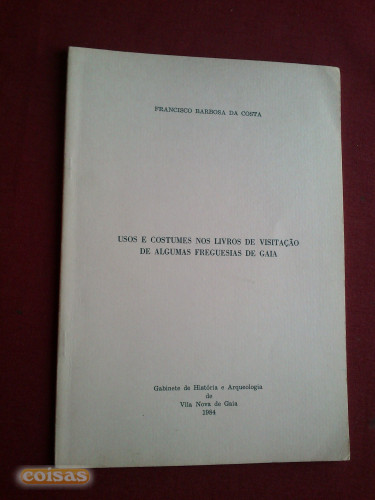 FRANCISCO BARBOSA DA COSTA
USOS E COSTUMES NOS LIVROS DE VISITAÇÃO
DE ALGUMAS FREGUESIAS DE GAIA
Gabinete de História e Arqueologia
de
Vila Nova de Gaia
1984
coisas